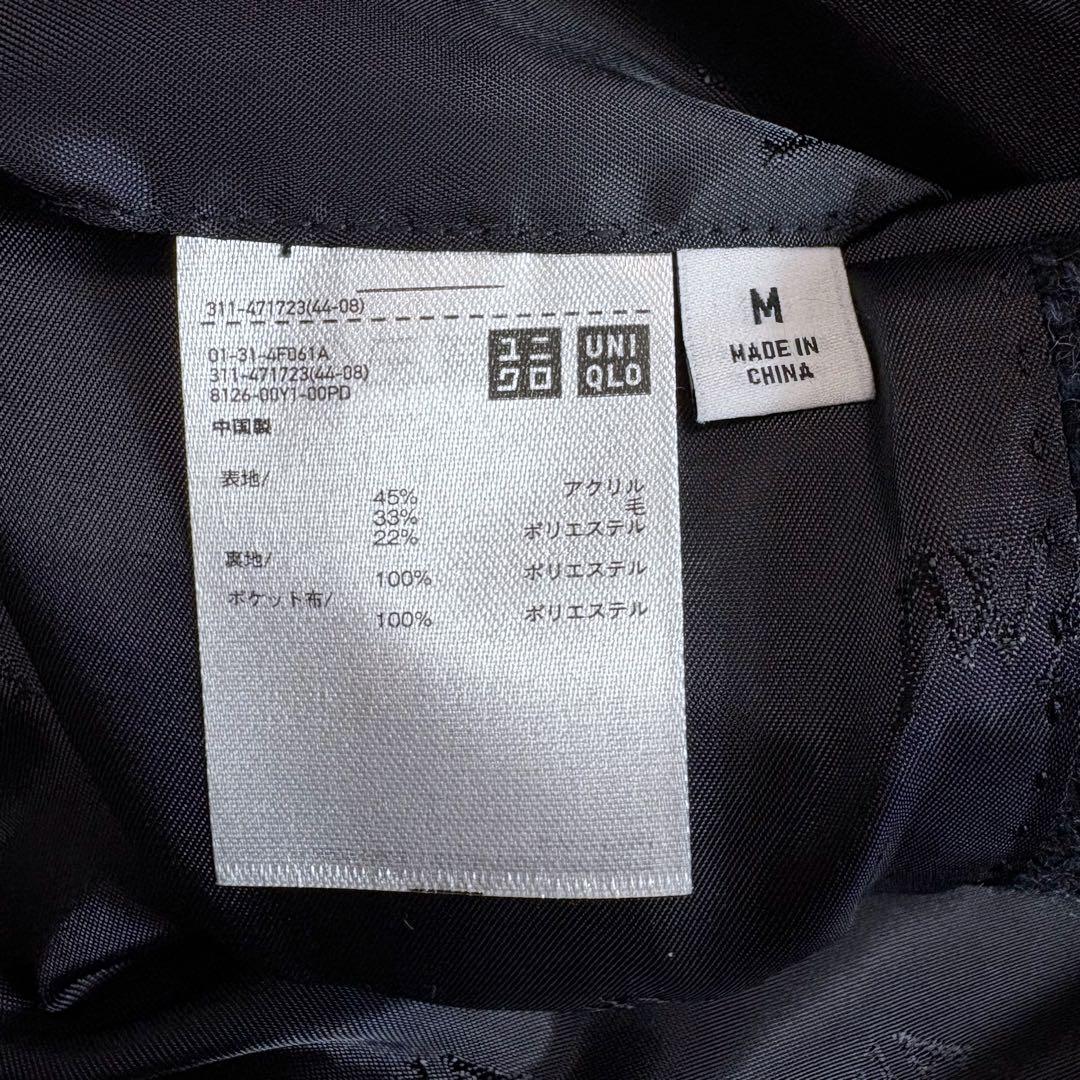 311-471723(44-08)
01-31-4F061A
311-471723(44-08)
8126-00Y1-00PD
中国製
ユニ
クロ
UNI
QLO
表地/
45% アクリル
33% 毛
22% ポリエステル
裏地/
100% ポリエステル
ポケット布/
100% ポリエステル
M
MADE IN
CHINA